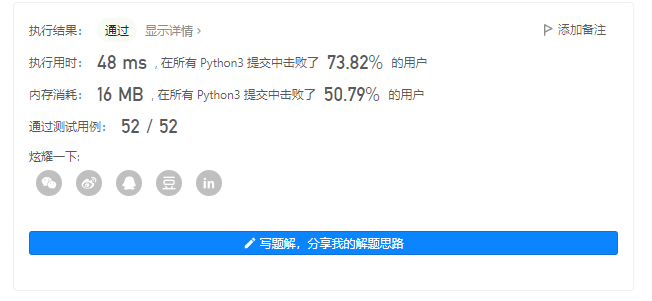 执行结果： 通过 显示详情 › 添加备注
执行用时： 48 ms , 在所有 Python3 提交中击败了 73.82% 的用户
内存消耗： 16 MB , 在所有 Python3 提交中击败了 50.79% 的用户
通过测试用例： 52 / 52
炫耀一下:
豆 in
写题解，分享我的解题思路